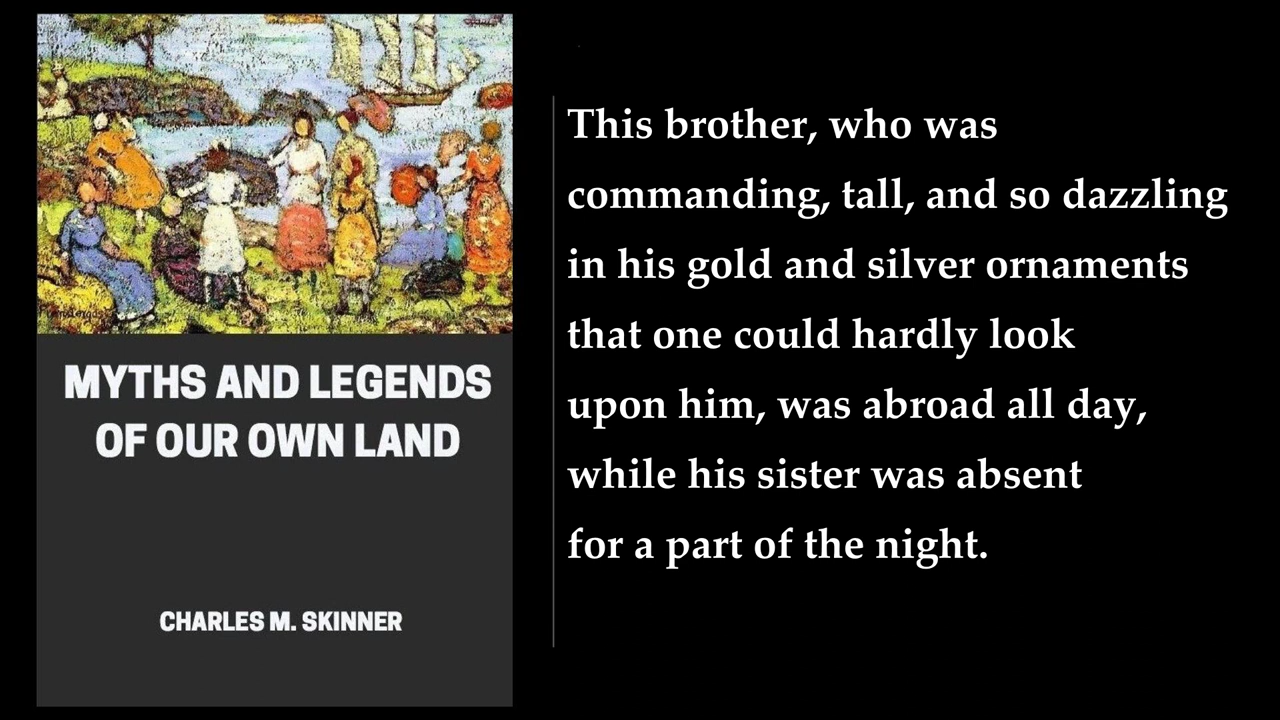 MYTHS AND LEGENDS
OF OUR OWN LAND
CHARLES M. SKINNER
This brother, who was
commanding, tall, and so dazzling
in his gold and silver ornaments
that one could hardly look
upon him, was abroad all day,
while his sister was absent
for a part of the night.